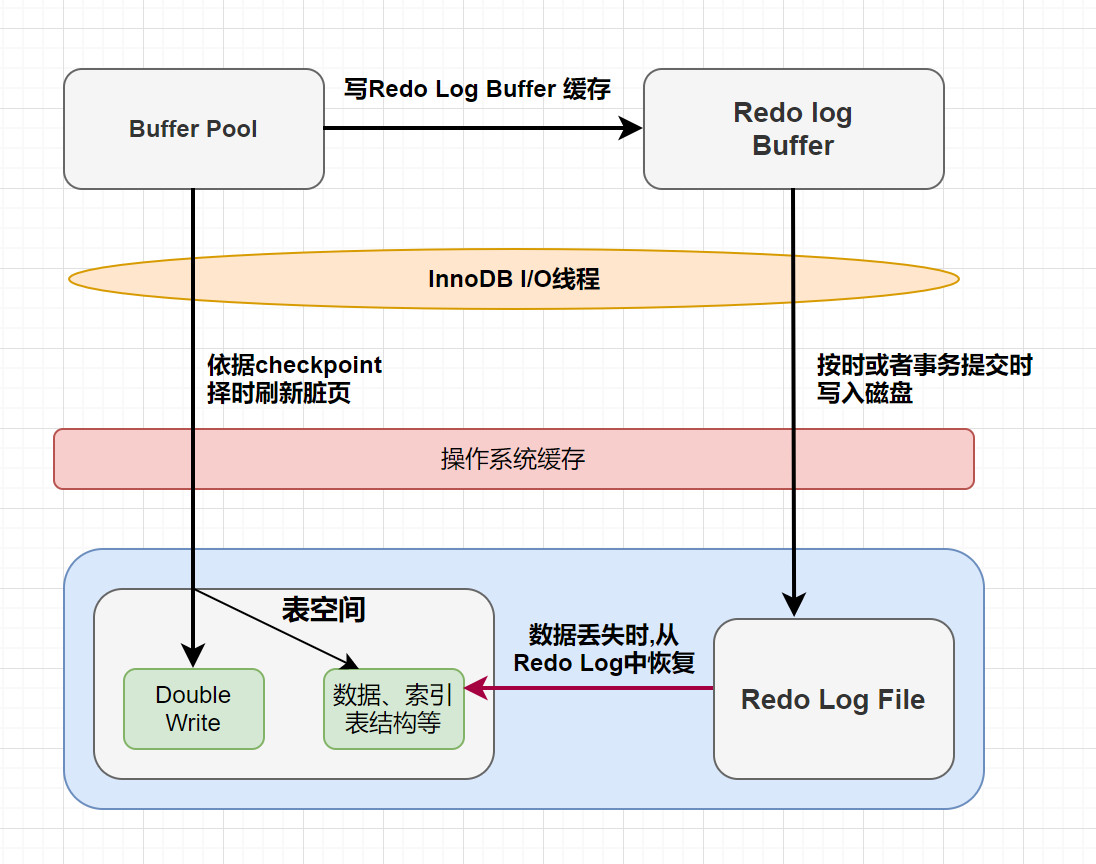 写Redo Log Buffer 缓存
Buffer Pool
Redo log
Buffer
InnoDB I/O线程
依据checkpoint
择时刷新脏页
按时或者事务提交时
写入磁盘
操作系统缓存
表空间
数据丢失时,从
Redo Log中恢复
Double
Write
数据、索引
表结构等
Redo Log File